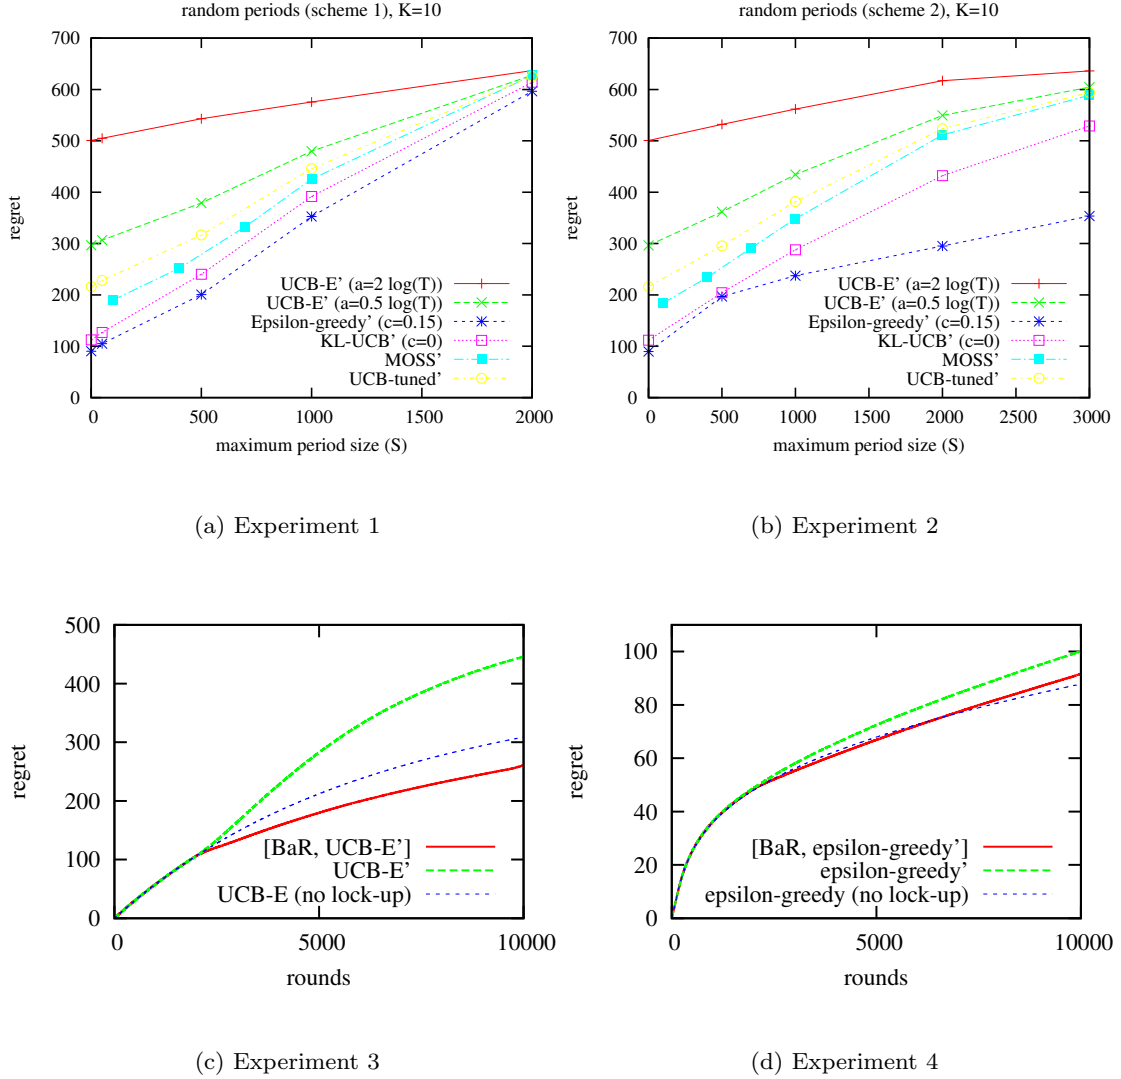 random periods (scheme 1), K=10
700
600
500
400
300
200
100
0
regret
UCB-E' (a=2 log(T))
UCB-E' (a=0.5 log(T))
Epsilon-greedy' (c=0.15)
KL-UCB' (c=0)
MOSS'
UCB-tuned'
0 500 1000 1500 2000
maximum period size (S)
(a) Experiment 1
random periods (scheme 2), K=10
700
600
500
400
300
200
100
0
regret
UCB-E' (a=2 log(T))
UCB-E' (a=0.5 log(T))
Epsilon-greedy' (c=0.15)
KL-UCB' (c=0)
MOSS'
UCB-tuned'
0 500 1000 1500 2000 2500 3000
maximum period size (S)
(b) Experiment 2
500
400
300
200
100
0
regret
[BaR, UCB-E']
UCB-E'
UCB-E (no lock-up)
0 5000 10000
rounds
(c) Experiment 3
100
80
60
40
20
0
regret
[BaR, epsilon-greedy']
epsilon-greedy'
epsilon-greedy (no lock-up)
0 5000 10000
rounds
(d) Experiment 4